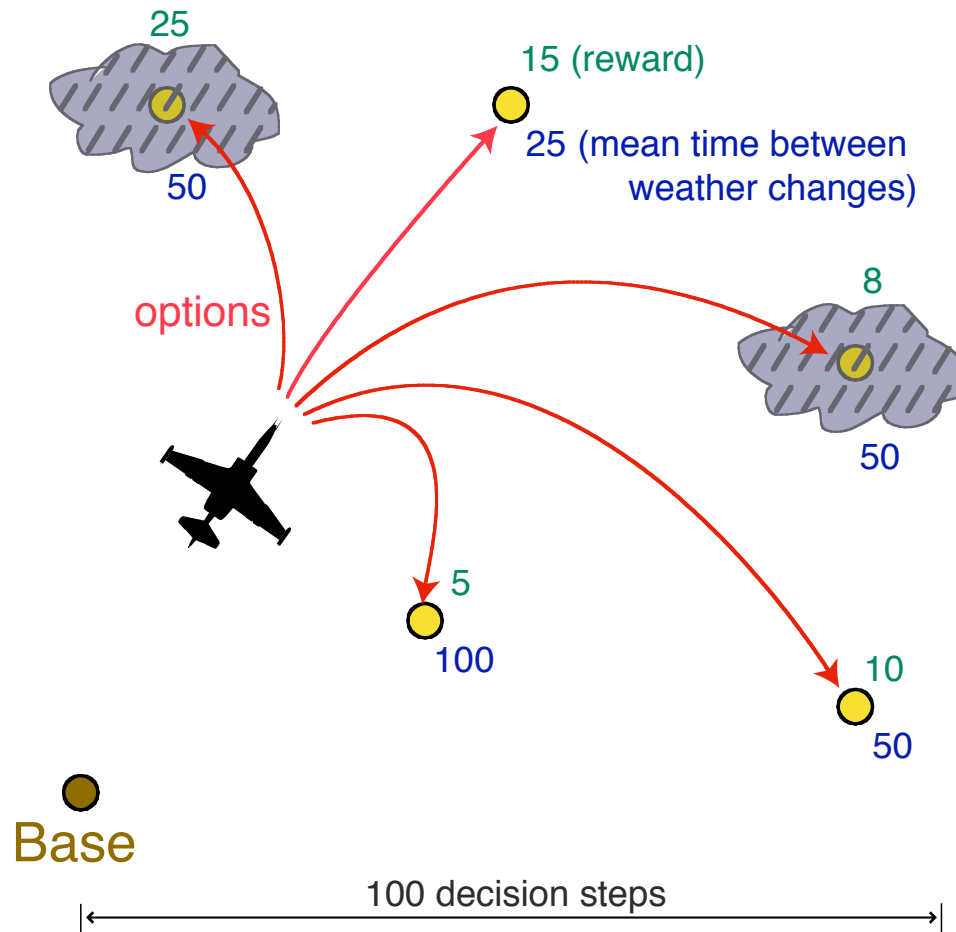 25
15 (reward)
50
25 (mean time between
weather changes)
8
options
50
5
100
10
50
Base
100 decision steps